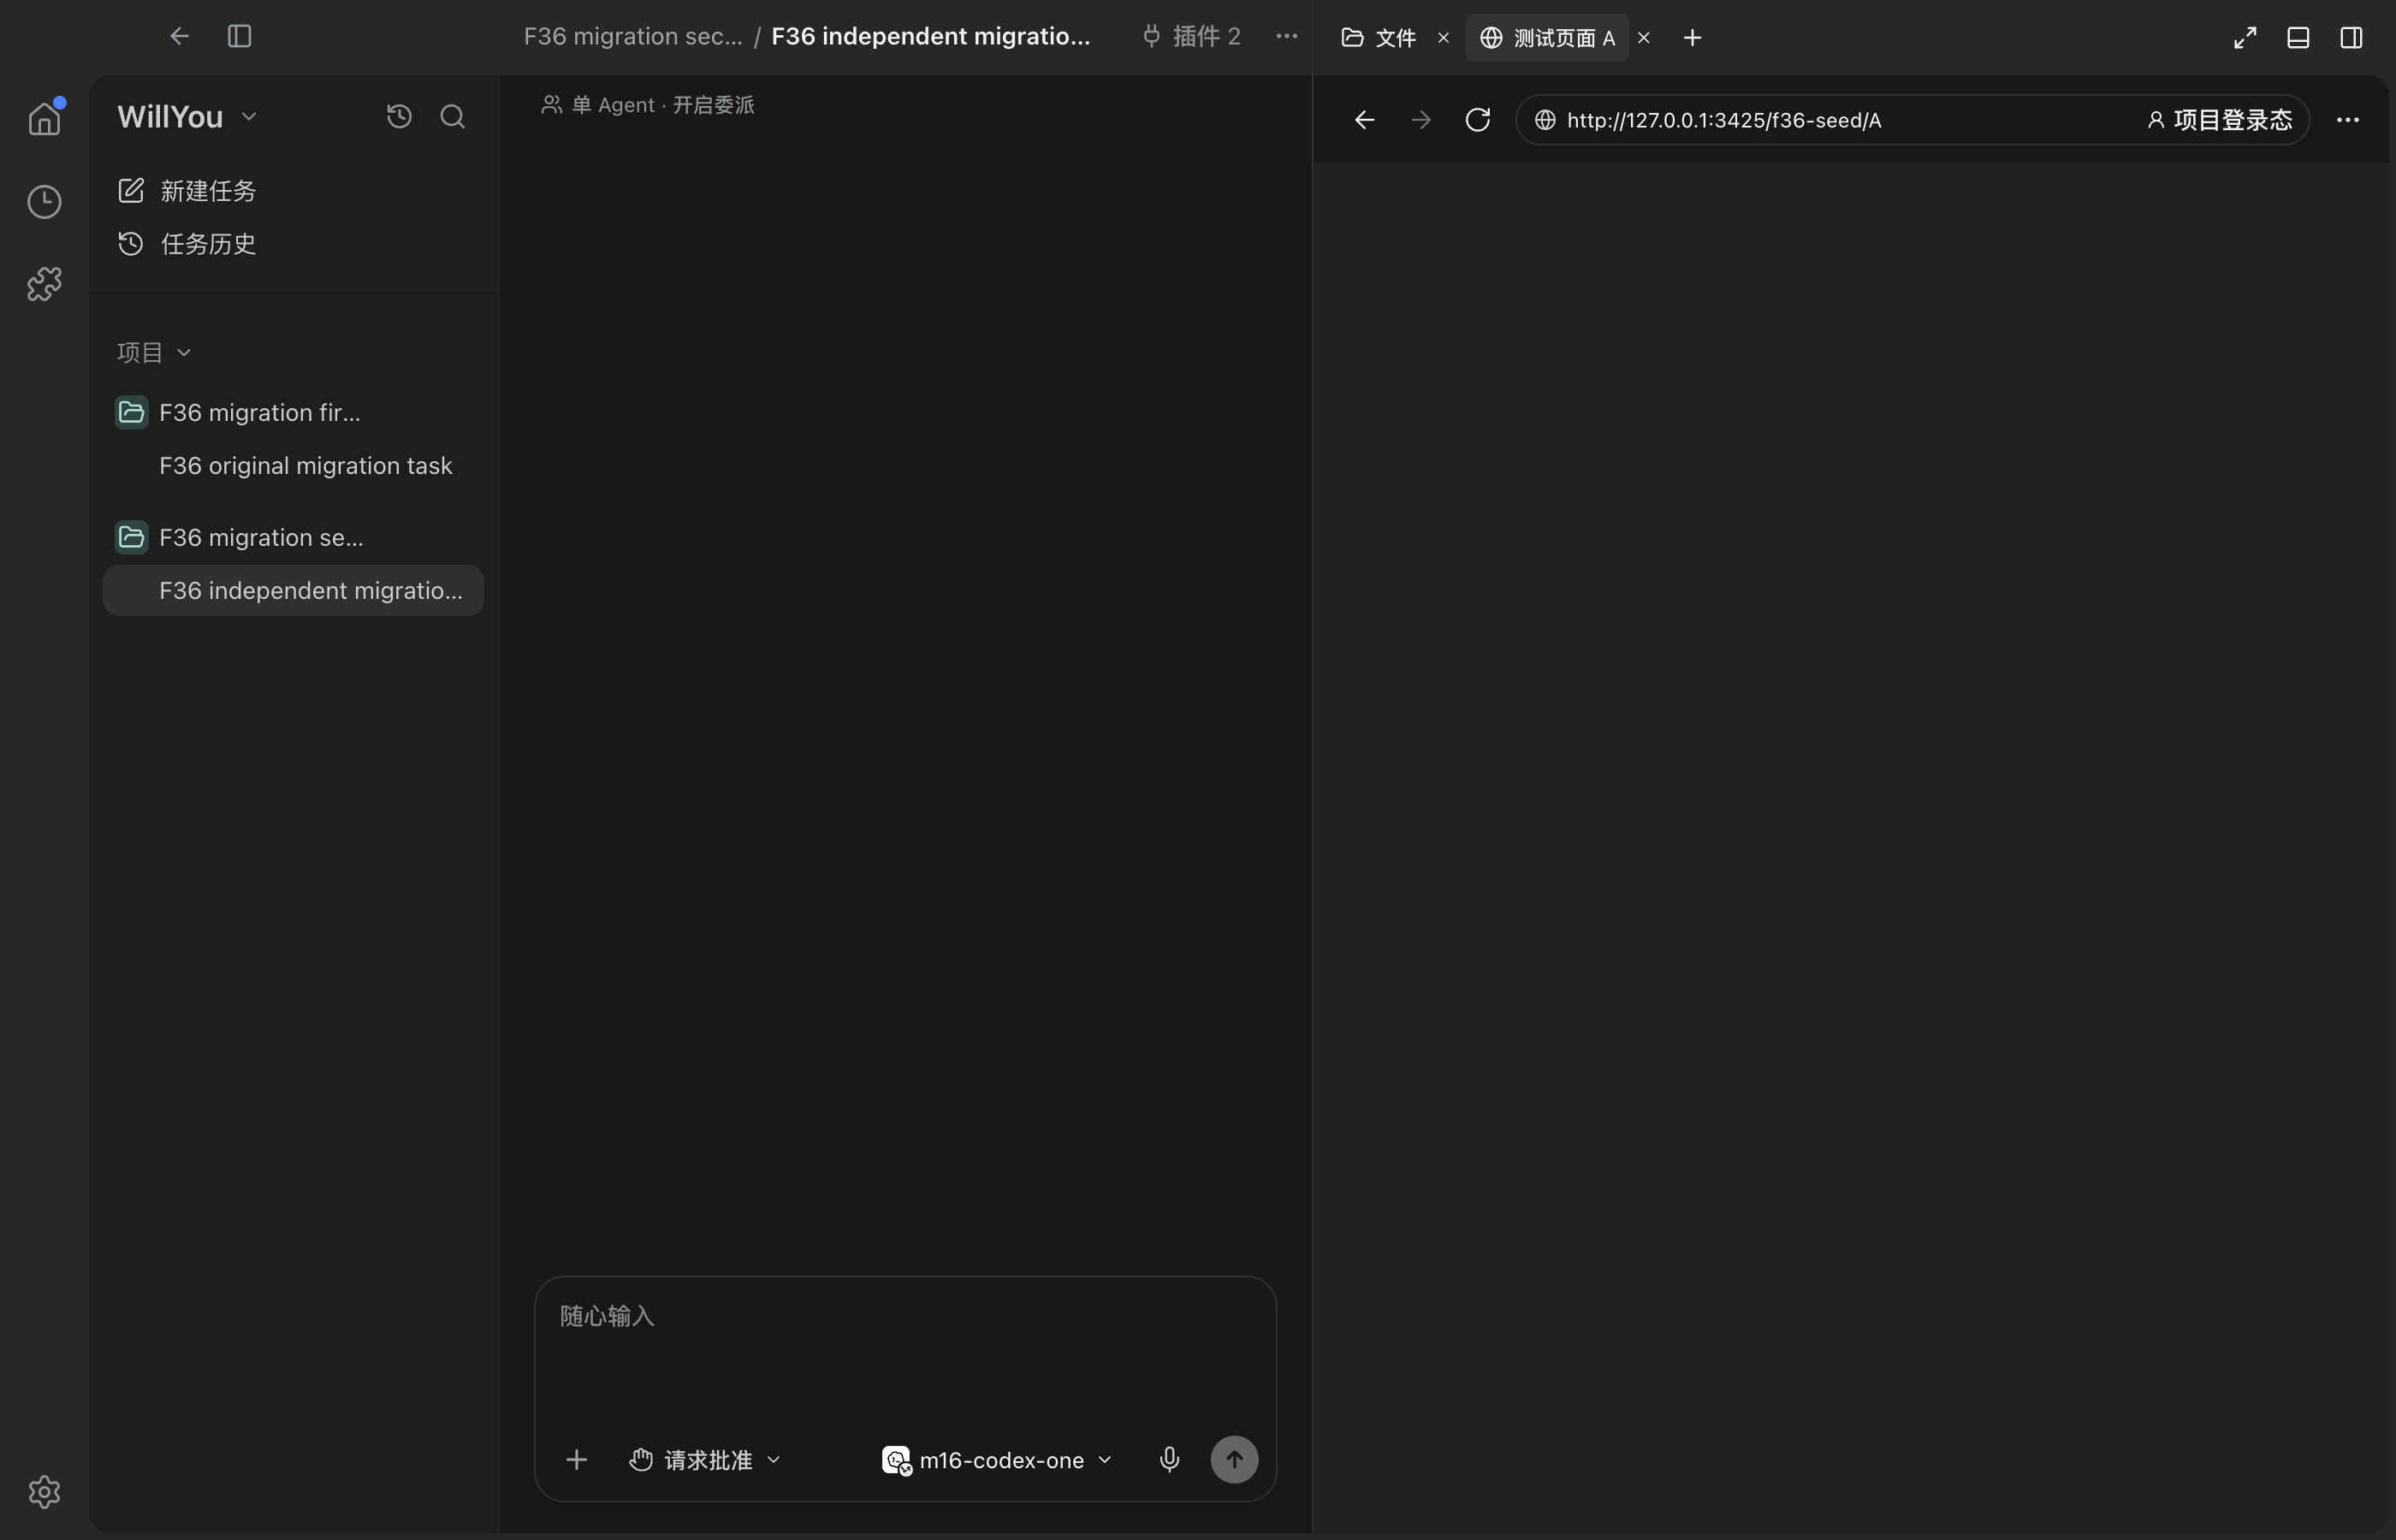 F36 migration sec... / F36 independent migratio...
插件 2
文件
测试页面 A
WillYou
新建任务
任务历史
项目
F36 migration fir...
F36 original migration task
F36 migration se...
F36 independent migratio...
单 Agent · 开启委派
随心输入
请求批准
m16-codex-one
http://127.0.0.1:3425/f36-seed/A
项目登录态